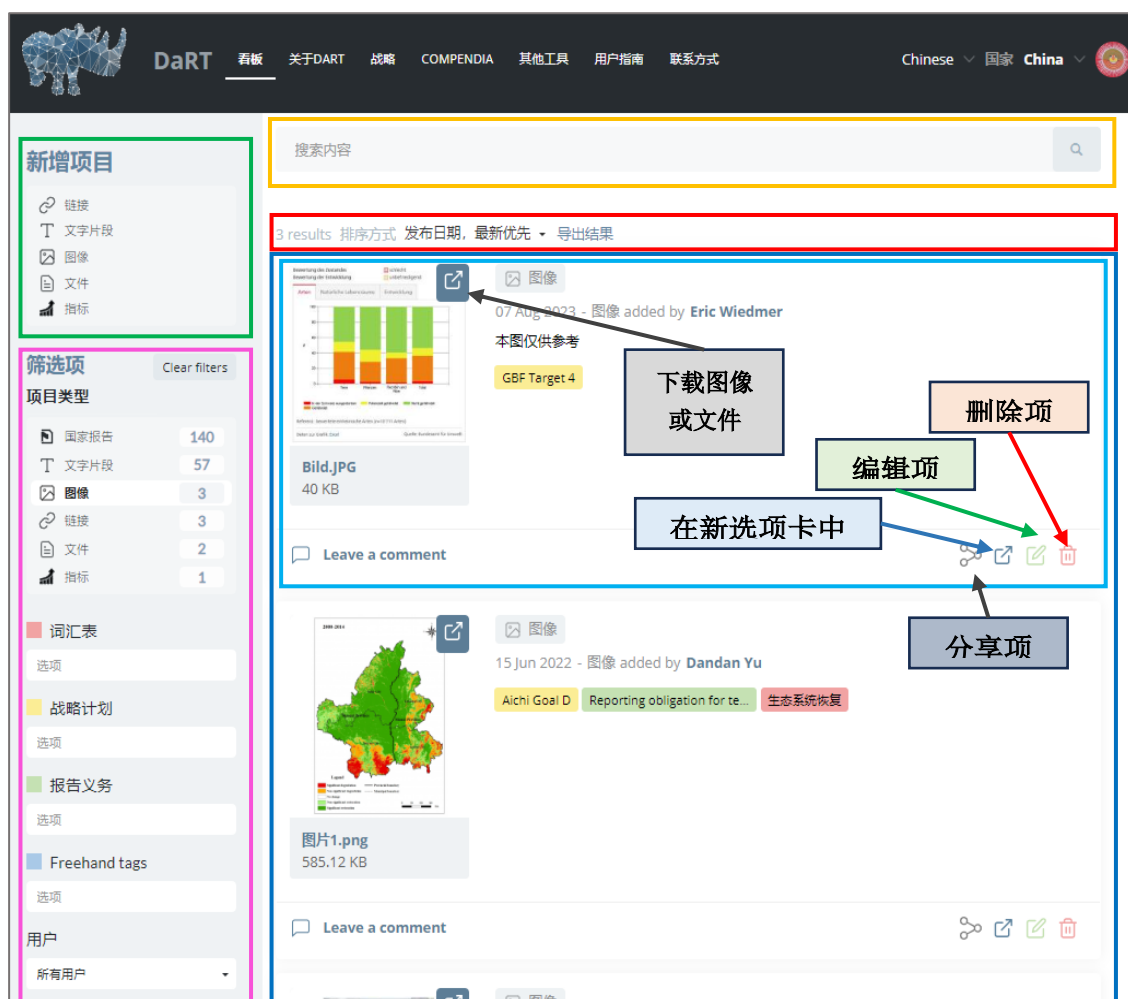 DaRT 看板 关于DART 战略 COMPENDIA 其他工具 用户指南 联系方式 Chinese 国家 China
新增项目
链接
文字片段
图像
文件
指标
筛选项 Clear filters
项目类型
国家报告 140
文字片段 57
图像 3
链接 3
文件 2
指标 1
词汇表
选项
战略计划
选项
报告义务
选项
Freehand tags
选项
用户
所有用户
搜索内容
3 results 排序方式 发布日期，最新优先 导出结果
图像
07 Aug 2023 - 图像 added by Eric Wiedmer
本图仅供参考
GBF Target 4
Bild.JPG
40 KB
Leave a comment
下载图像
或文件
删除项
编辑项
在新选项卡中
分享项
2000-2014
图像
15 Jun 2022 - 图像 added by Dandan Yu
Aichi Goal D Reporting obligation for te... 生态系统恢复
Legend
图片1.png
585.12 KB
Leave a comment
图像